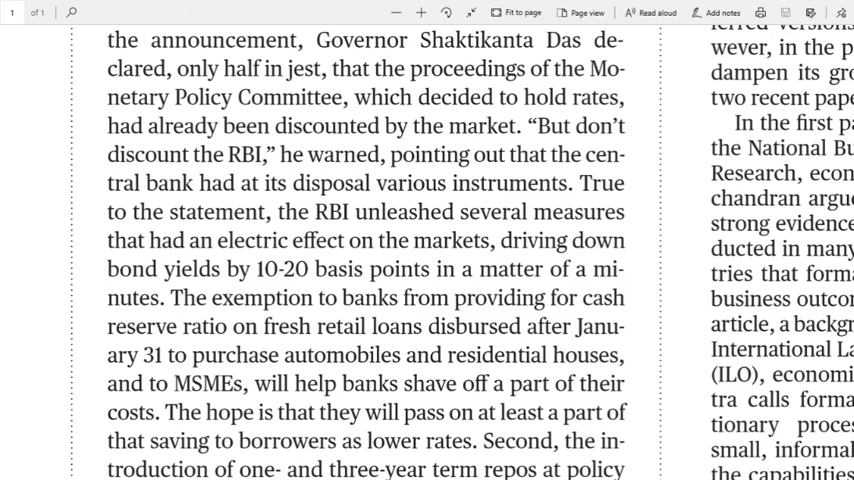 1 of 1 Fit to page Page view Read aloud Add notes
the announcement, Governor Shaktikanta Das de-
clared, only half in jest, that the proceedings of the Mo-
netary Policy Committee, which decided to hold rates,
had already been discounted by the market. “But don’t
discount the RBI,” he warned, pointing out that the cen-
tral bank had at its disposal various instruments. True
to the statement, the RBI unleashed several measures
that had an electric effect on the markets, driving down
bond yields by 10-20 basis points in a matter of a mi-
nutes. The exemption to banks from providing for cash
reserve ratio on fresh retail loans disbursed after Janu-
ary 31 to purchase automobiles and residential houses,
and to MSMEs, will help banks shave off a part of their
costs. The hope is that they will pass on at least a part of
that saving to borrowers as lower rates. Second, the in-
troduction of one- and three-year term repos at policy
ferred versions
wever, in the p
dampen its gro
two recent pape
In the first pa
the National Bu
Research, econ
chandran argue
strong evidence
ducted in many
tries that forma
business outcom
article, a backgr
International La
(ILO), economi
tra calls forma
tionary proces
small, informal
the capabilities